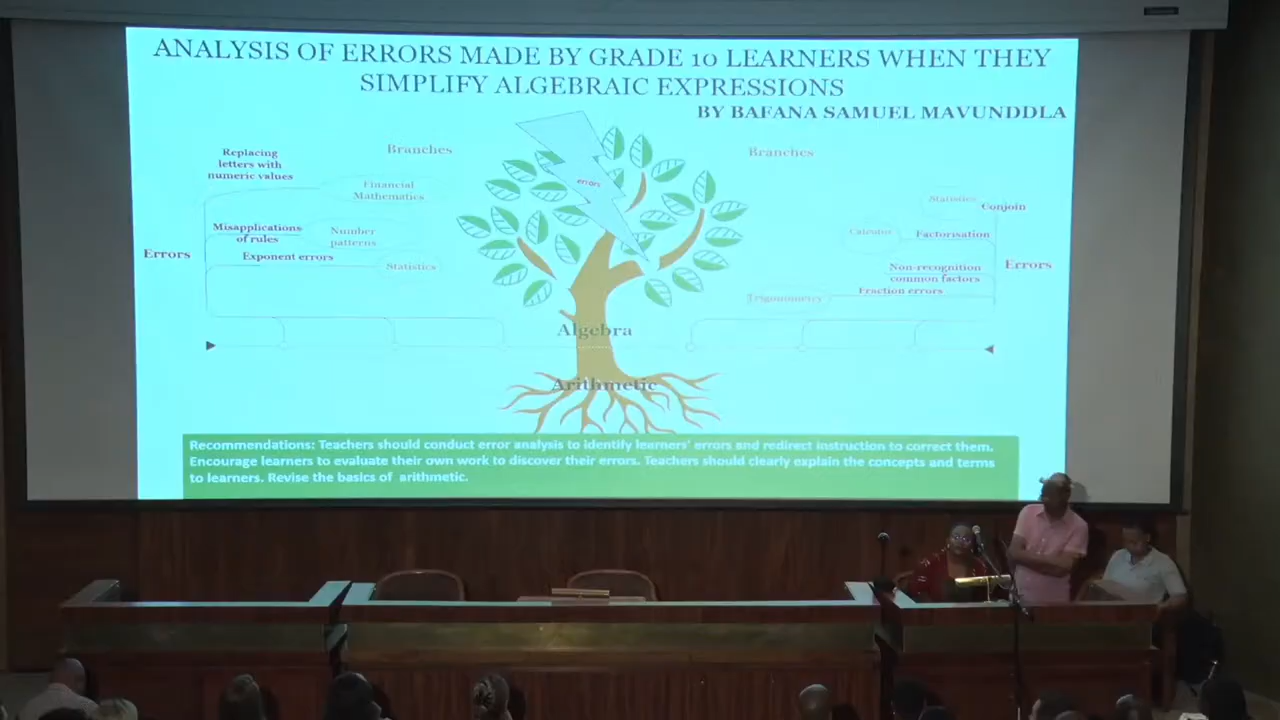 ANALYSIS OF ERRORS MADE BY GRADE 10 LEARNERS WHEN THEY
SIMPLIFY ALGEBRAIC EXPRESSIONS
BY BAFANA SAMUEL MAVUNDDLA
Branches
Replacing
letters with
numeric values
Financial
Mathematics
Misapplications
of rules
Number
patterns
Errors
Exponent errors
Statistics
errors
Branches
Statistics
Conjoin
Calculus
Factorisation
Errors
Non-recognition
common factors
Fraction errors
Trigonometry
Algebra
Arithmetic
Recommendations: Teachers should conduct error analysis to identify learners' errors and redirect instruction to correct them.
Encourage learners to evaluate their own work to discover their errors. Teachers should clearly explain the concepts and terms
to learners. Revise the basics of arithmetic.